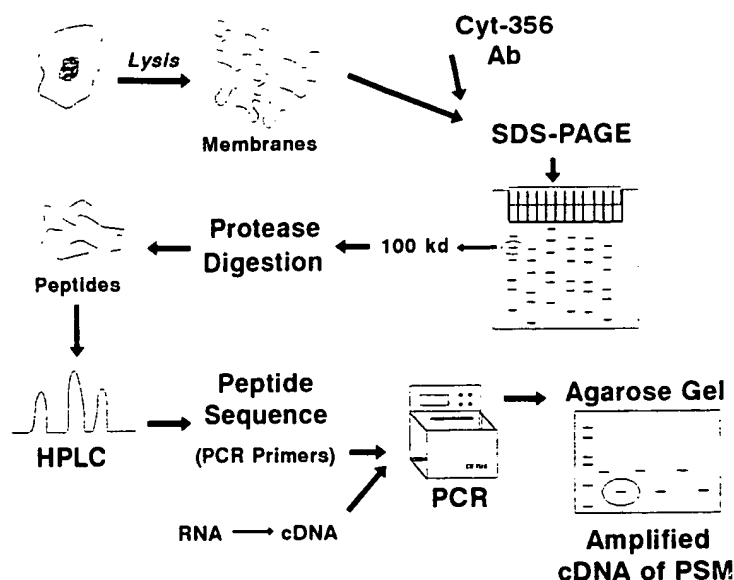 Lysis
Membranes
Cyt-356
Ab
SDS-PAGE
100 kd
Protease
Digestion
Peptides
HPLC
Peptide
Sequence
(PCR Primers)
RNA → cDNA
PCR
Agarose Gel
Amplified
cDNA of PSM